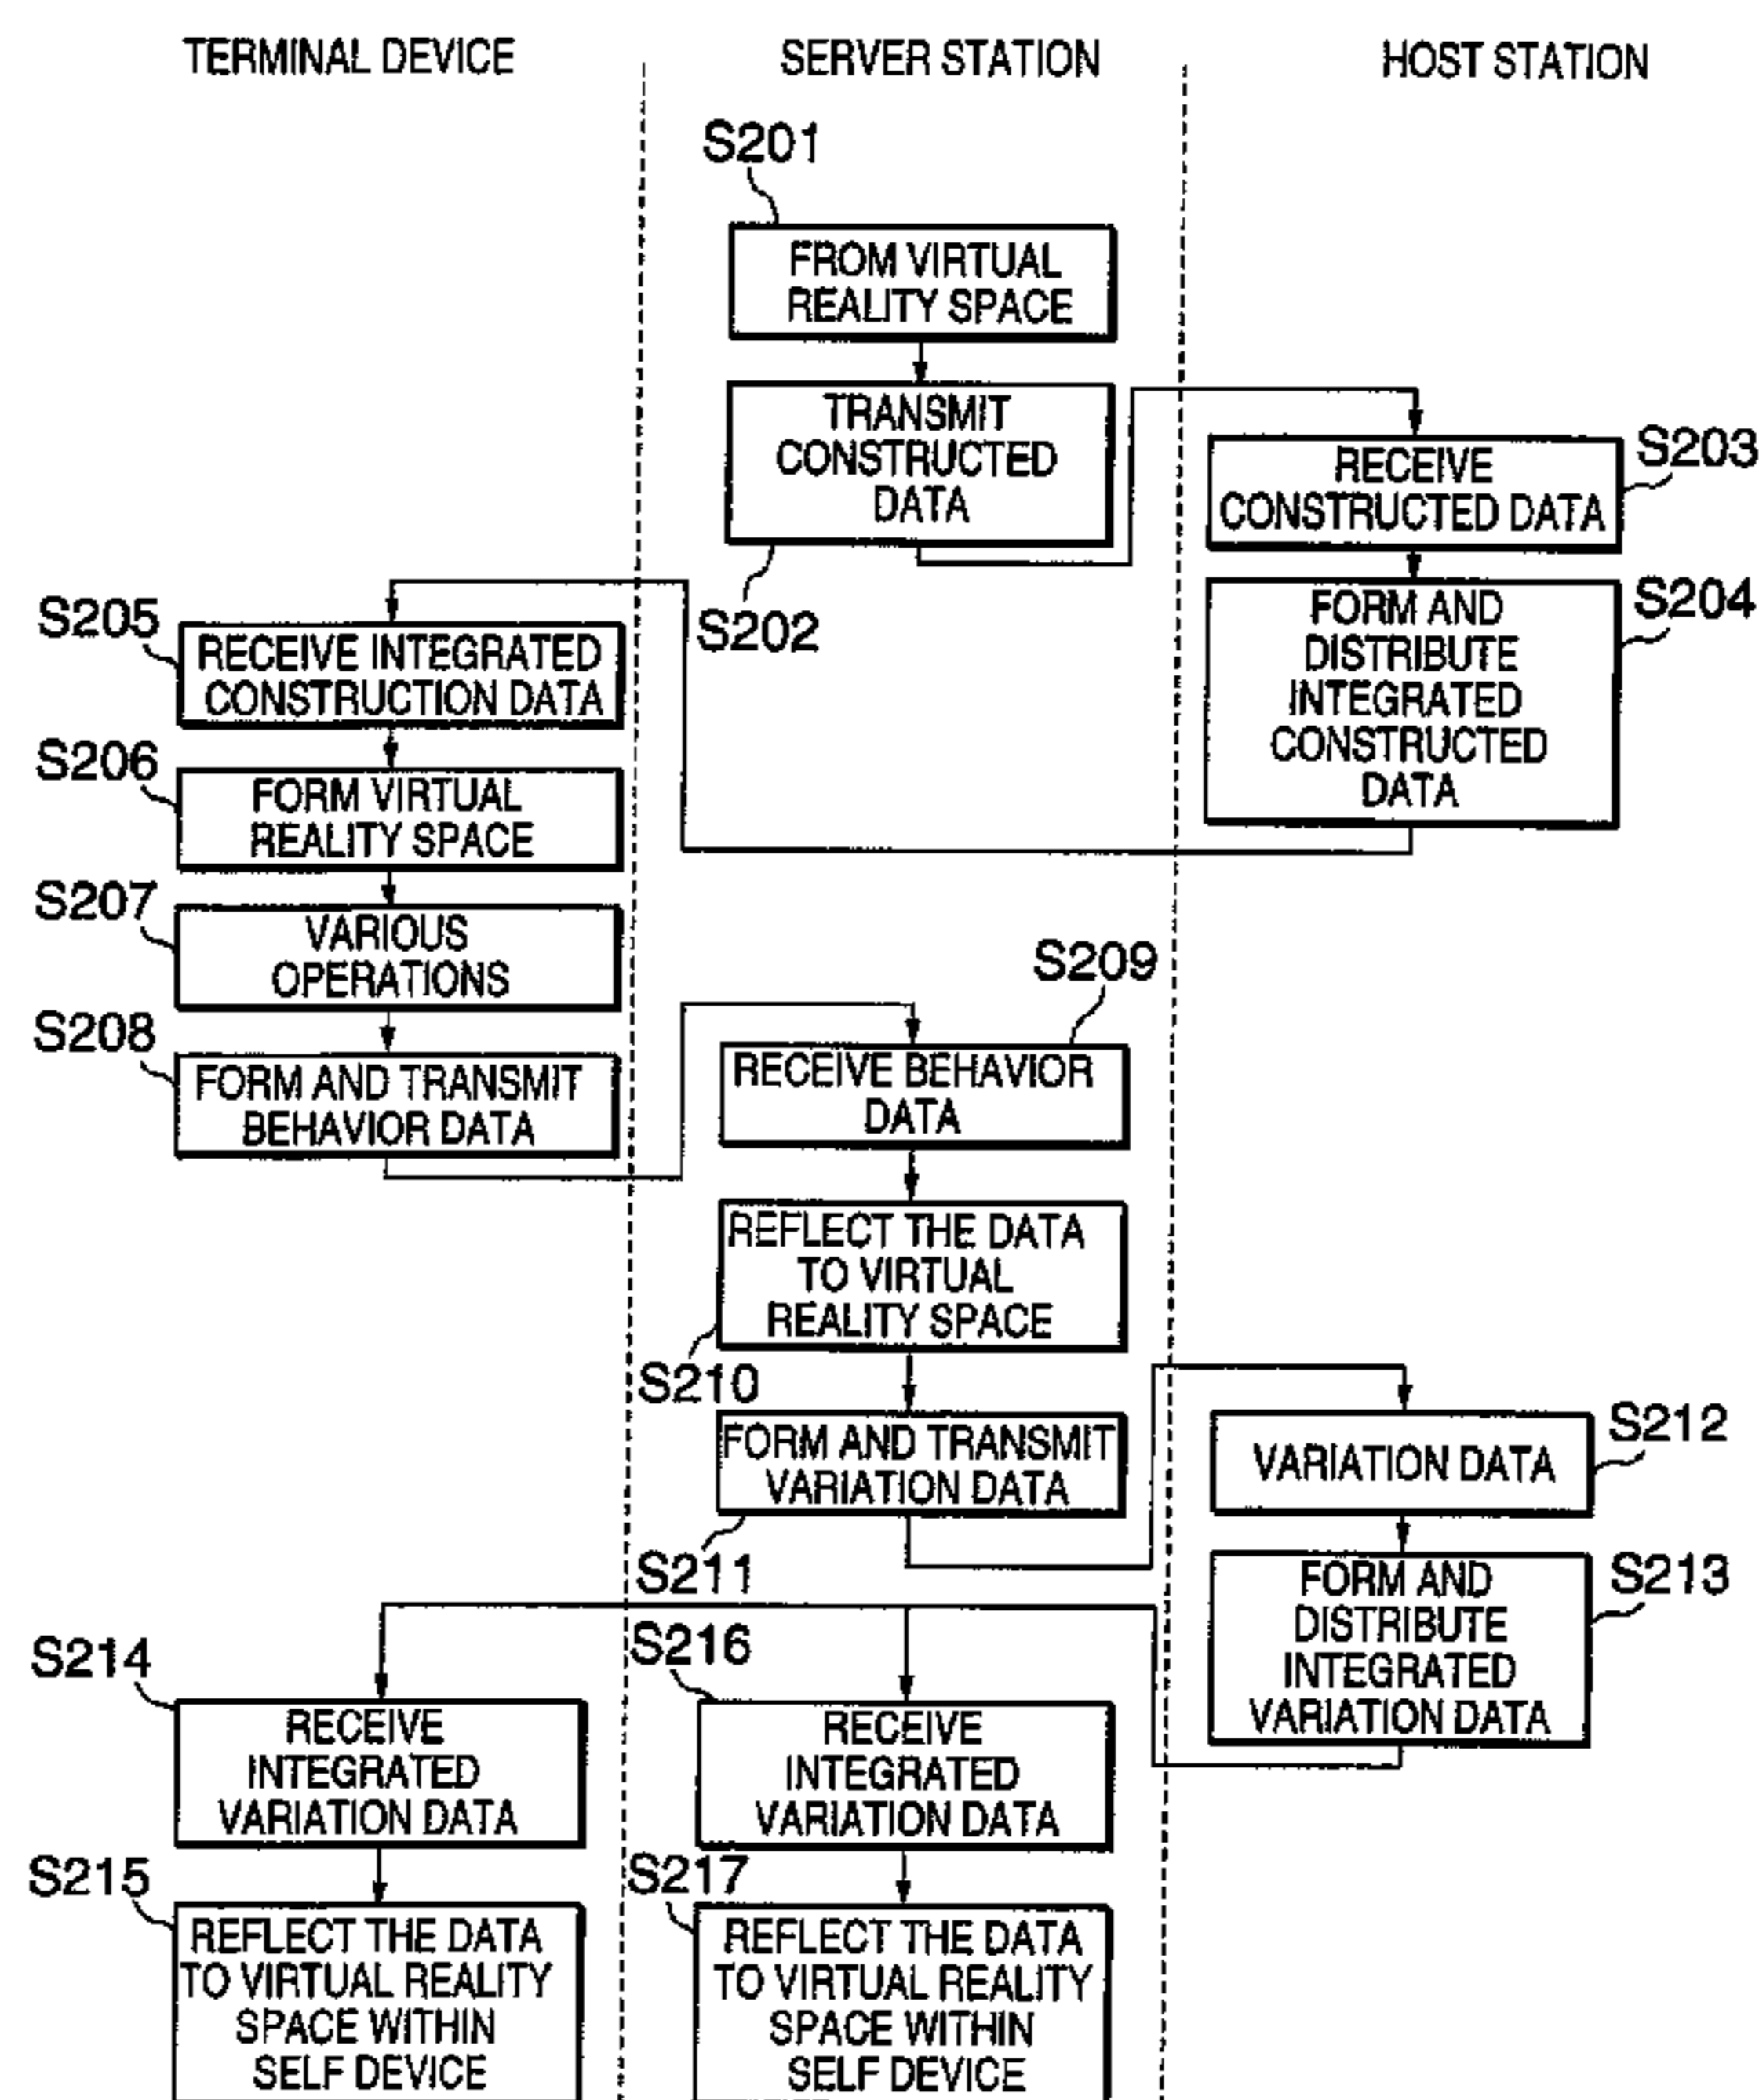 TERMINAL DEVICE
SERVER STATION
HOST STATION
S201
FROM VIRTUAL
REALITY SPACE
TRANSMIT
CONSTRUCTED
DATA
S202
RECEIVE
CONSTRUCTED DATA
S203
FORM AND
DISTRIBUTE
INTEGRATED
CONSTRUCTED
DATA
S204
S205
RECEIVE INTEGRATED
CONSTRUCTION DATA
S206
FORM VIRTUAL
REALITY SPACE
S207
VARIOUS
OPERATIONS
S208
FORM AND TRANSMIT
BEHAVIOR DATA
S209
RECEIVE BEHAVIOR
DATA
REFLECT THE DATA
TO VIRTUAL
REALITY SPACE
S210
FORM AND TRANSMIT
VARIATION DATA
S211
VARIATION DATA
S212
FORM AND
DISTRIBUTE
INTEGRATED
VARIATION DATA
S213
S214
RECEIVE
INTEGRATED
VARIATION DATA
S215
REFLECT THE DATA
TO VIRTUAL REALITY
SPACE WITHIN
SELF DEVICE
S216
RECEIVE
INTEGRATED
VARIATION DATA
S217
REFLECT THE DATA
TO VIRTUAL REALITY
SPACE WITHIN
SELF DEVICE